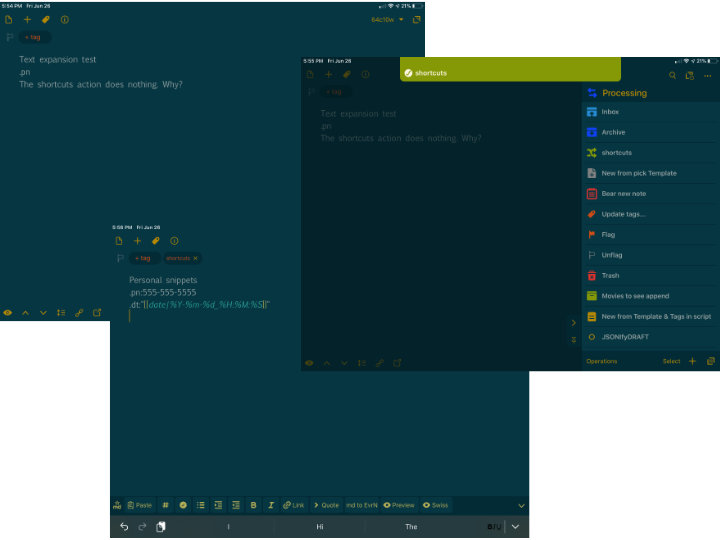 5:54 PM Fri Jun 26
21%
64c10w
+ tag
Text expansion test
.pn
The shortcuts action does nothing. Why?
5:55 PM Fri Jun 26
21%
shortcuts
+ tag
Text expansion test
.pn
The shortcuts action does nothing. Why?
Processing
Inbox
Archive
shortcuts
New from pick Template
Bear new note
Update tags...
Flag
Unflag
Trash
Movies to see append
New from Template & Tags in script
JSONifyDRAFT
Operations
Select
5:56 PM Fri Jun 26
+ tag
shortcuts ×
Personal snippets
.pn:555-555-5555
.dt:"[[date|%Y-%m-%d_%H:%M:%S]]"
Paste
#
B
I
Link
> Quote
md to EvrN
Preview
Swiss
I
Hi
The
BIU